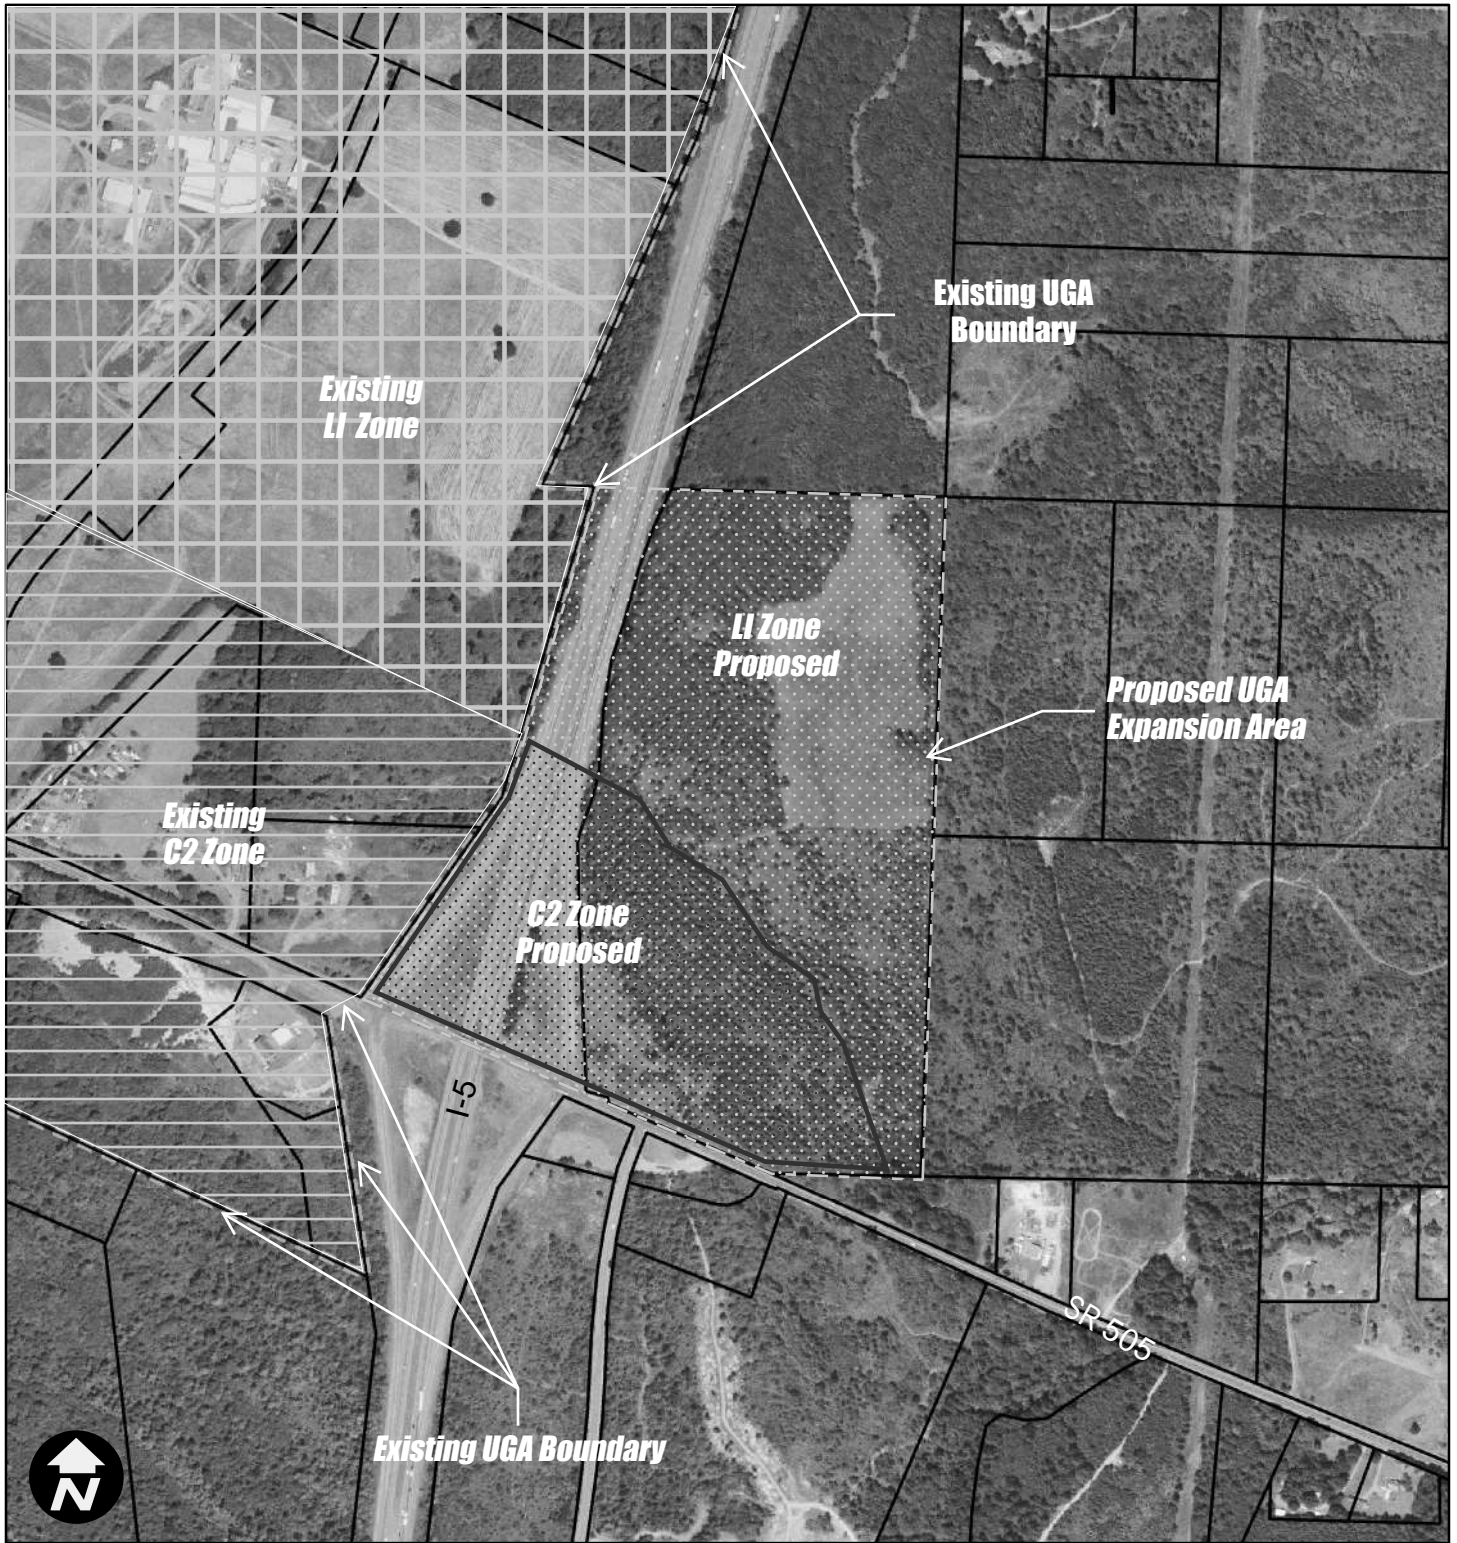 Existing UGA
Boundary
Existing
LI Zone
LI Zone
Proposed
Proposed UGA
Expansion Area
Existing
C2 Zone
C2 Zone
Proposed
I-5
SR 505
Existing UGA Boundary
N